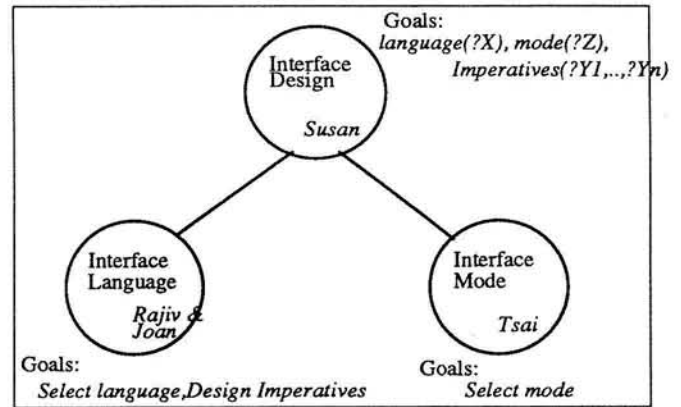 Goals:
language(?X), mode(?Z),
Imperatives(?Y1,..,?Yn)
Interface
Design
Susan
Interface
Language
Rajiv &
Joan
Goals:
Select language,Design Imperatives
Interface
Mode
Tsai
Goals:
Select mode